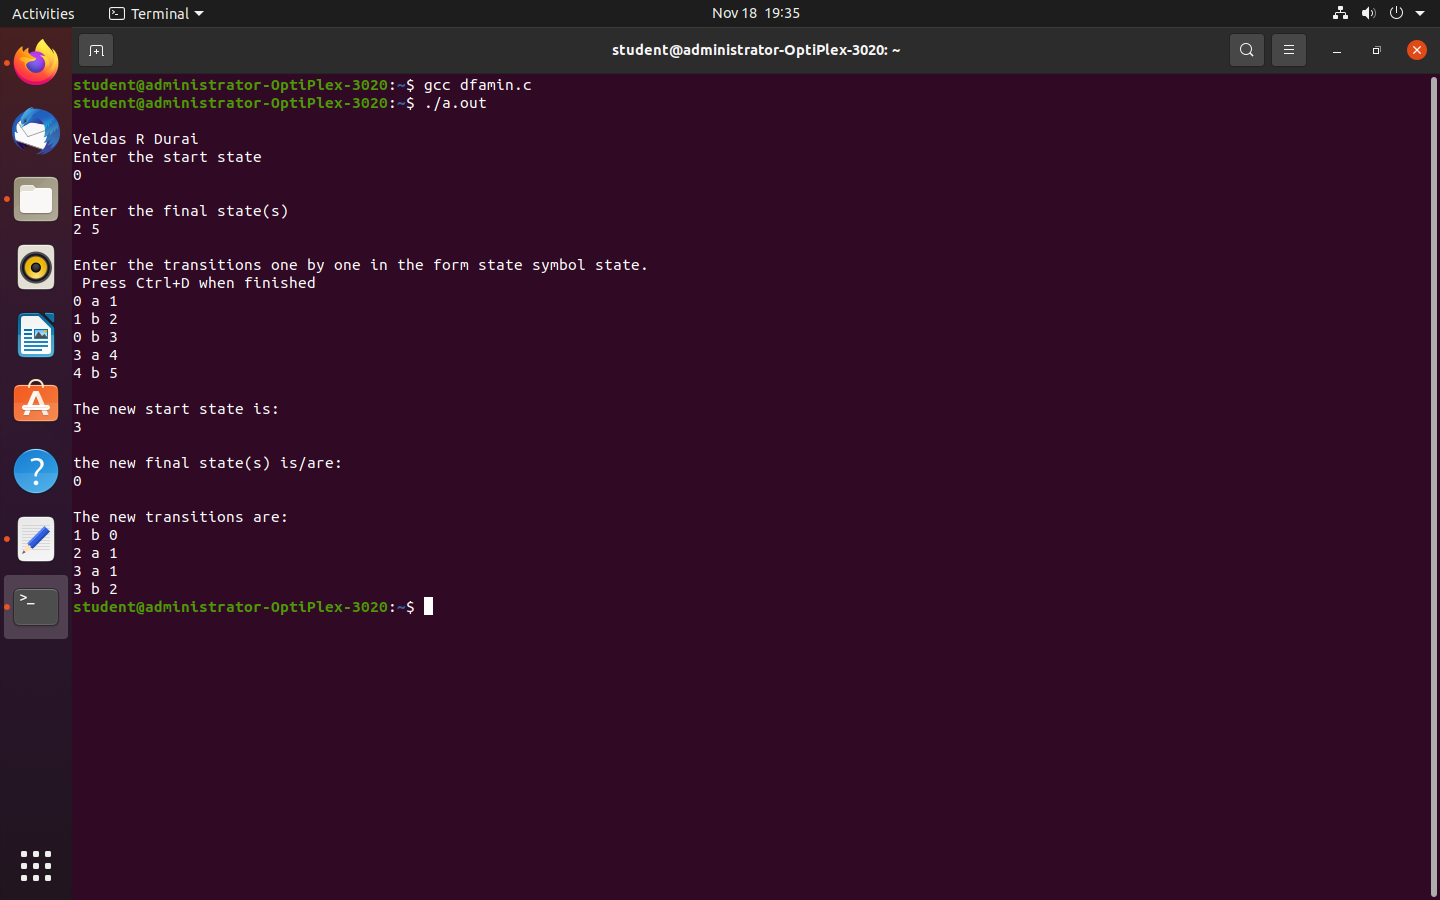 Activities
Terminal
Nov 18 19:35
student@administrator-OptiPlex-3020: ~
student@administrator-OptiPlex-3020:~$ gcc dfamin.c
student@administrator-OptiPlex-3020:~$ ./a.out
Veldas R Durai
Enter the start state
0
Enter the final state(s)
2 5
Enter the transitions one by one in the form state symbol state.
Press Ctrl+D when finished
0 a 1
1 b 2
0 b 3
3 a 4
4 b 5
The new start state is:
3
the new final state(s) is/are:
0
The new transitions are:
1 b 0
2 a 1
3 a 1
3 b 2
student@administrator-OptiPlex-3020:~$